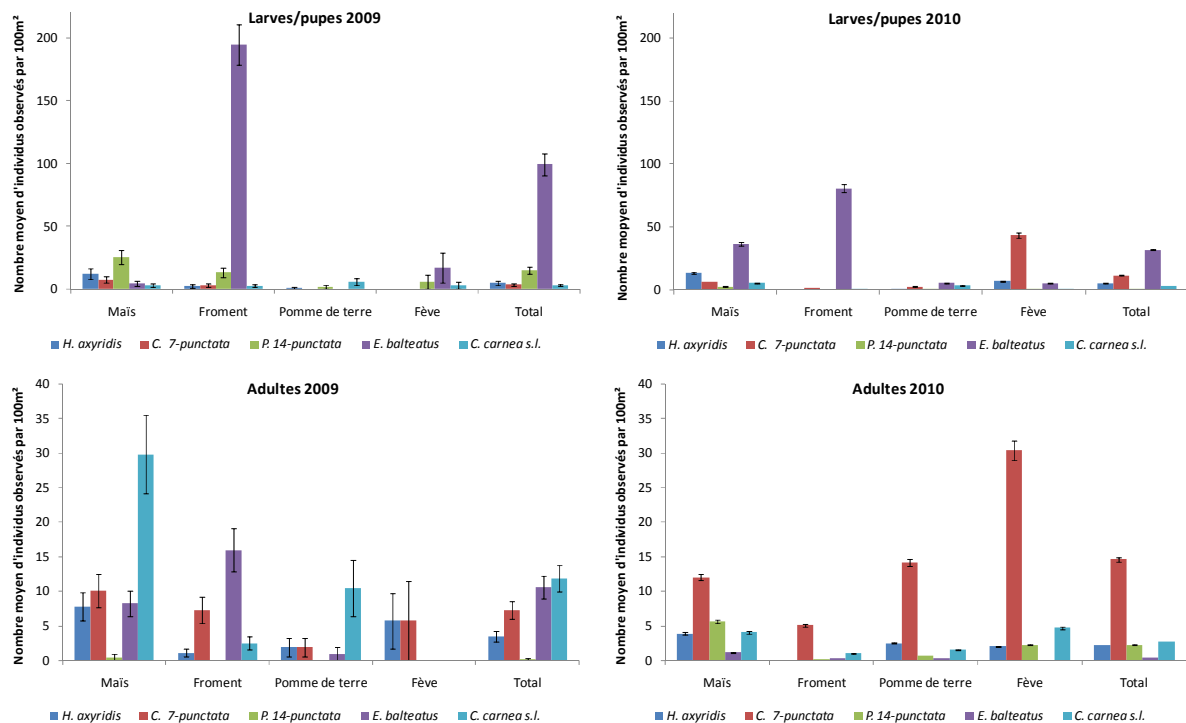 Larves/pupes 2009
Nombre moyen d'individus observés par 100m²
200
150
100
50
0
Maïs Froment Pomme de terre Fève Total
H. axyridis C. 7-punctata P. 14-punctata E. balteatus C. carnea s.l.
Larves/pupes 2010
Nombre mopyen d'individus observés par 100m²
200
150
100
50
0
Maïs Froment Pomme de terre Fève Total
H. axyridis C. 7-punctata P. 14-punctata E. balteatus C. carnea s.l.
Adultes 2009
Nombre moyen d'individus observés par 100m²
40
35
30
25
20
15
10
5
0
Maïs Froment Pomme de terre Fève Total
H. axyridis C. 7-punctata P. 14-punctata E. balteatus C. carnea s.l.
Adultes 2010
Nombre moyen d'individus observés par 100m²
40
35
30
25
20
15
10
5
0
Maïs Froment Pomme de terre Fève Total
H. axyridis C. 7-punctata P. 14-punctata E. balteatus C. carnea s.l.